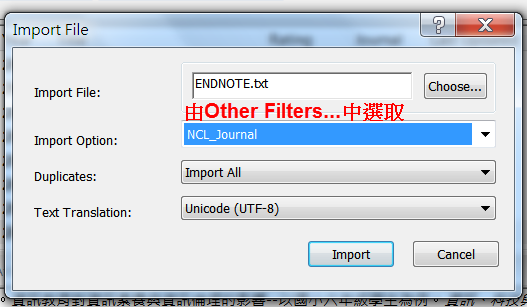 Import File
Import File:
ENDNOTE.txt
Choose...
由Other Filters...中選取
Import Option:
NCL_Journal
Duplicates:
Import All
Text Translation:
Unicode (UTF-8)
Import
Cancel
資訊教育對資訊素養與資訊倫理的影響--以國小六年級學生為例。資訊